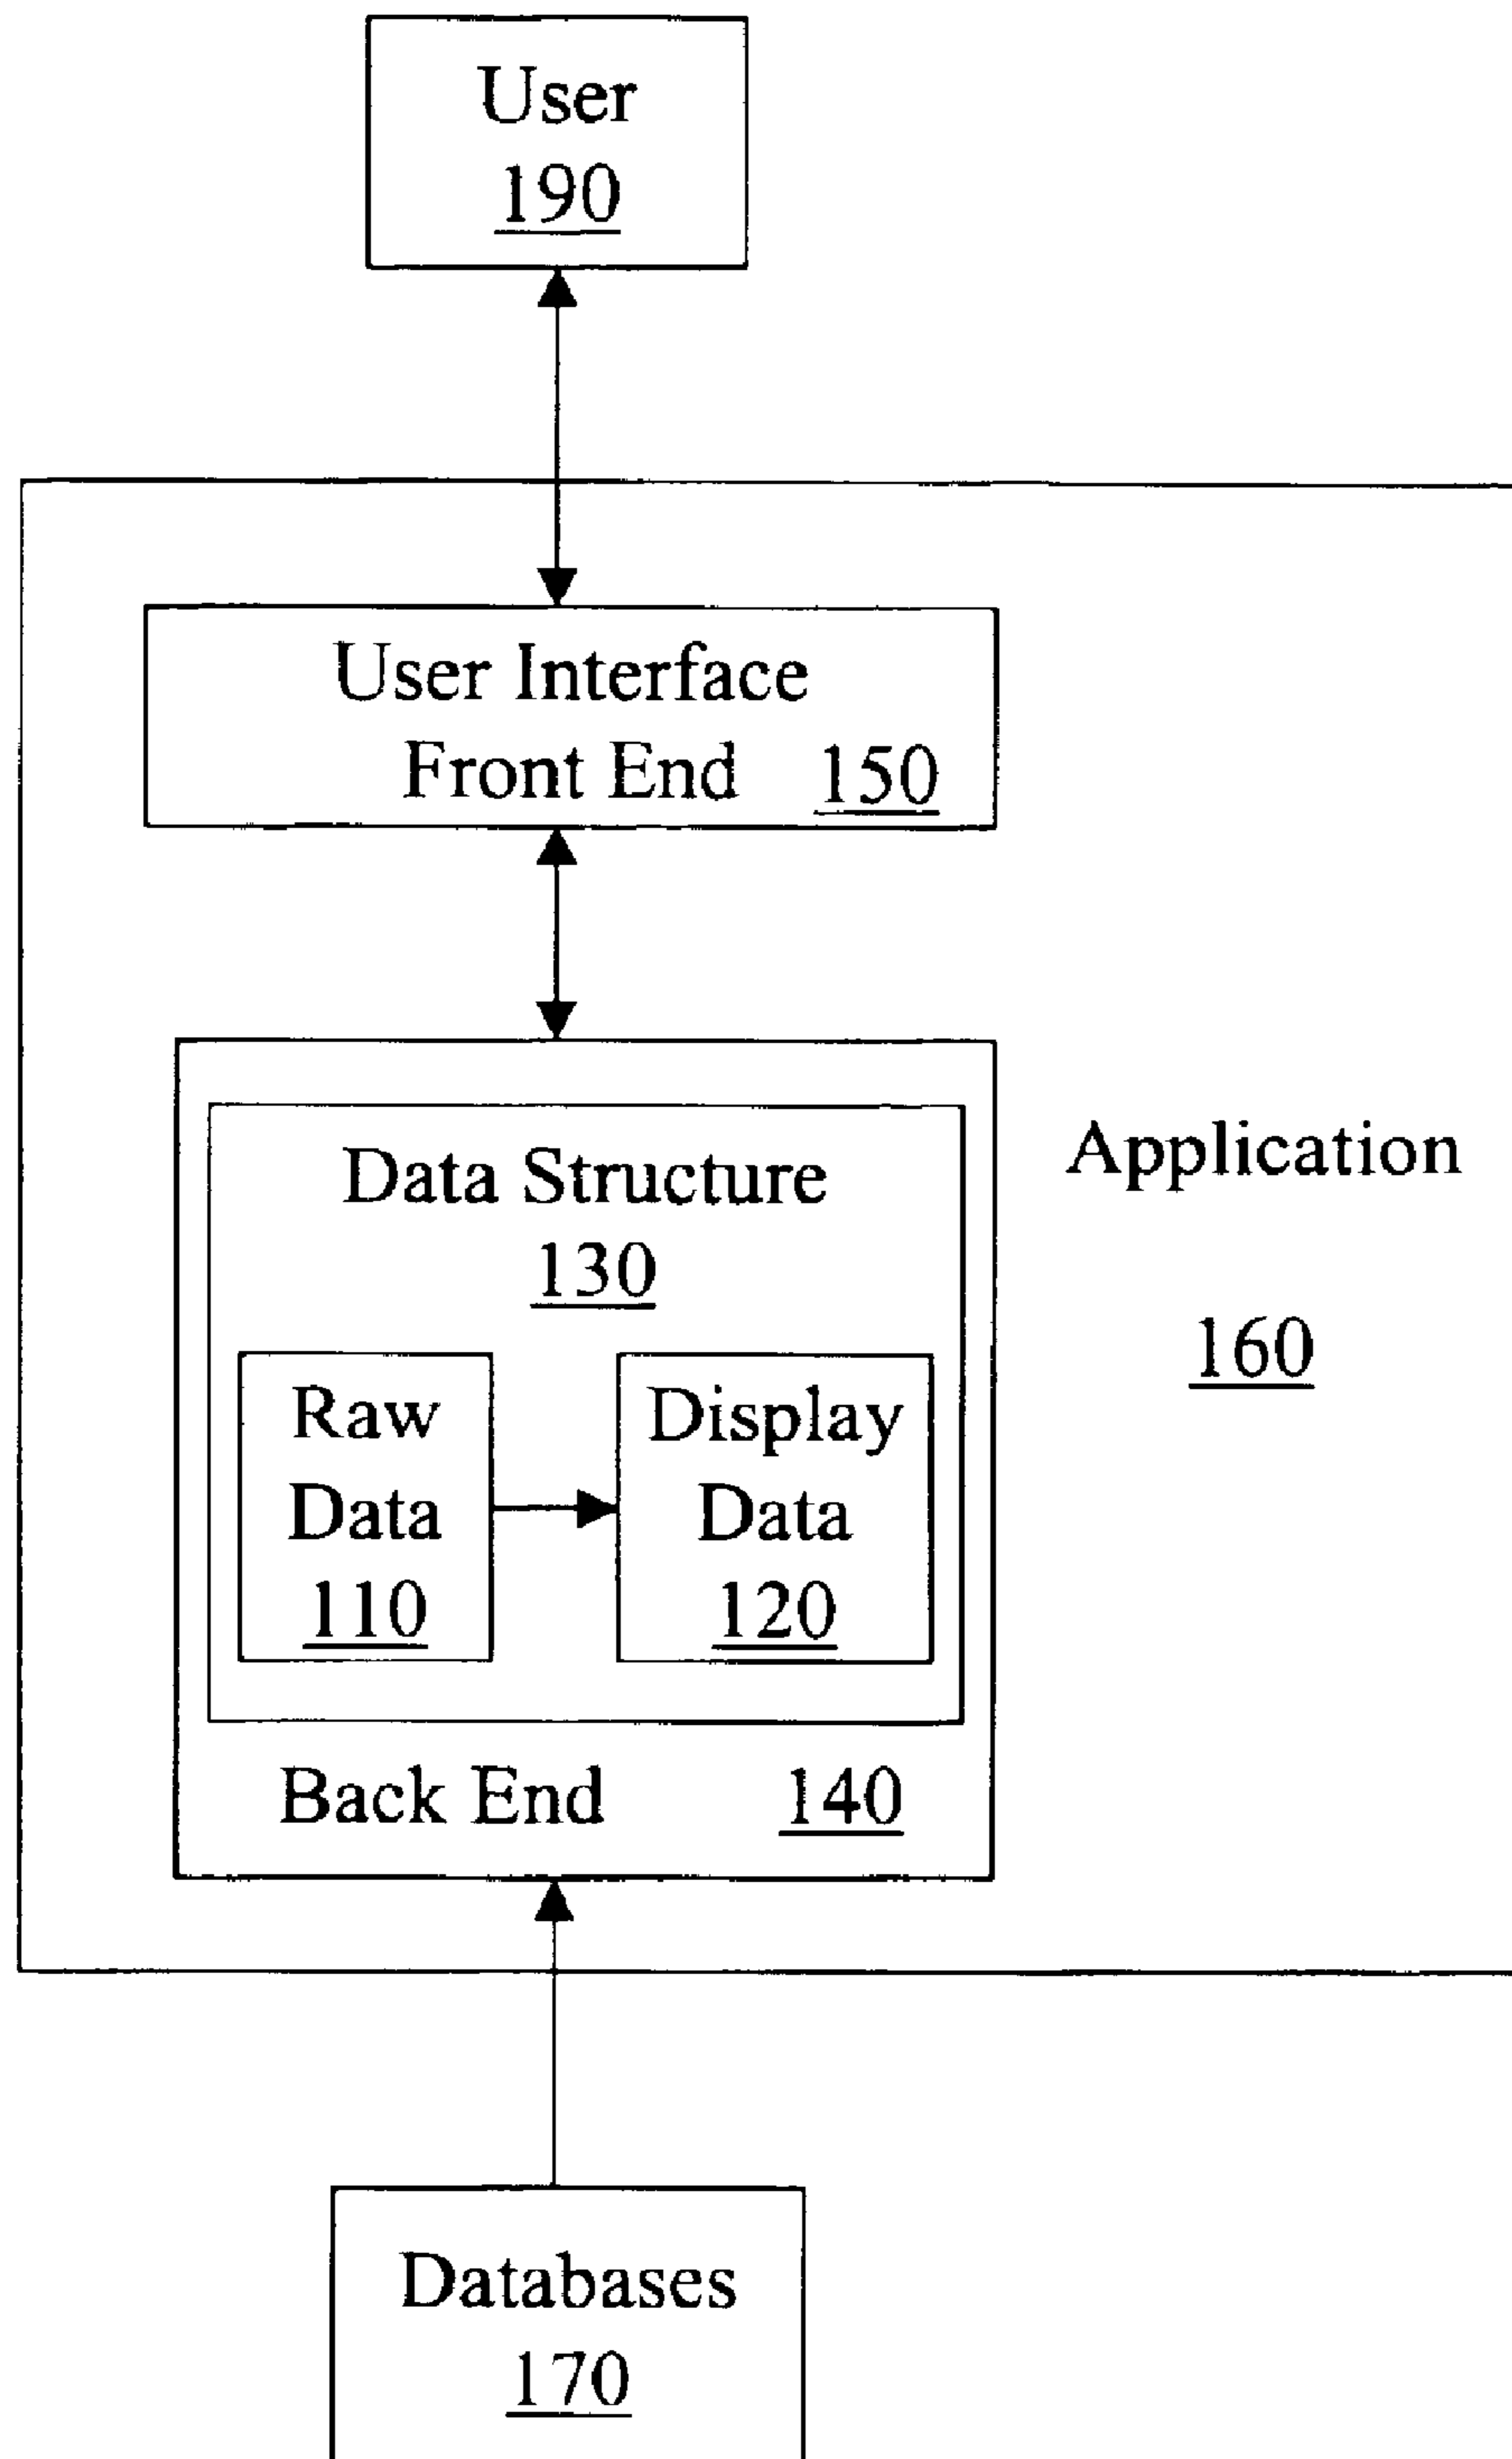 User
190
User Interface
Front End 150
Data Structure
130
Application
160
Raw
Data
110
Display
Data
120
Back End 140
Databases
170